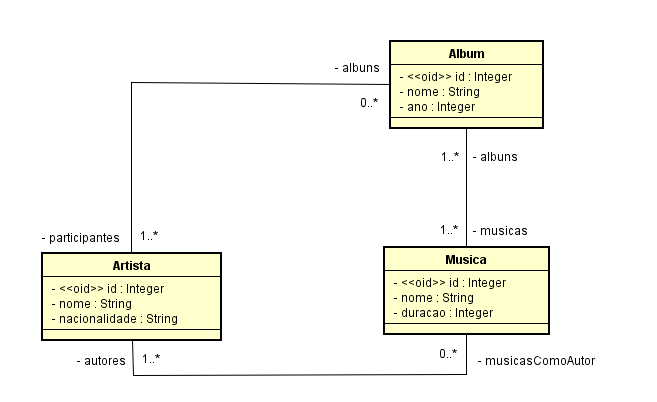 Album
- <<oid>> id : Integer
- nome : String
- ano : Integer
- albuns
0..*
1..*
- albuns
- participantes
1..*
1..*
- musicas
Artista
- <<oid>> id : Integer
- nome : String
- nacionalidade : String
Musica
- <<oid>> id : Integer
- nome : String
- duracao : Integer
- autores
1..*
0..*
- musicasComoAutor